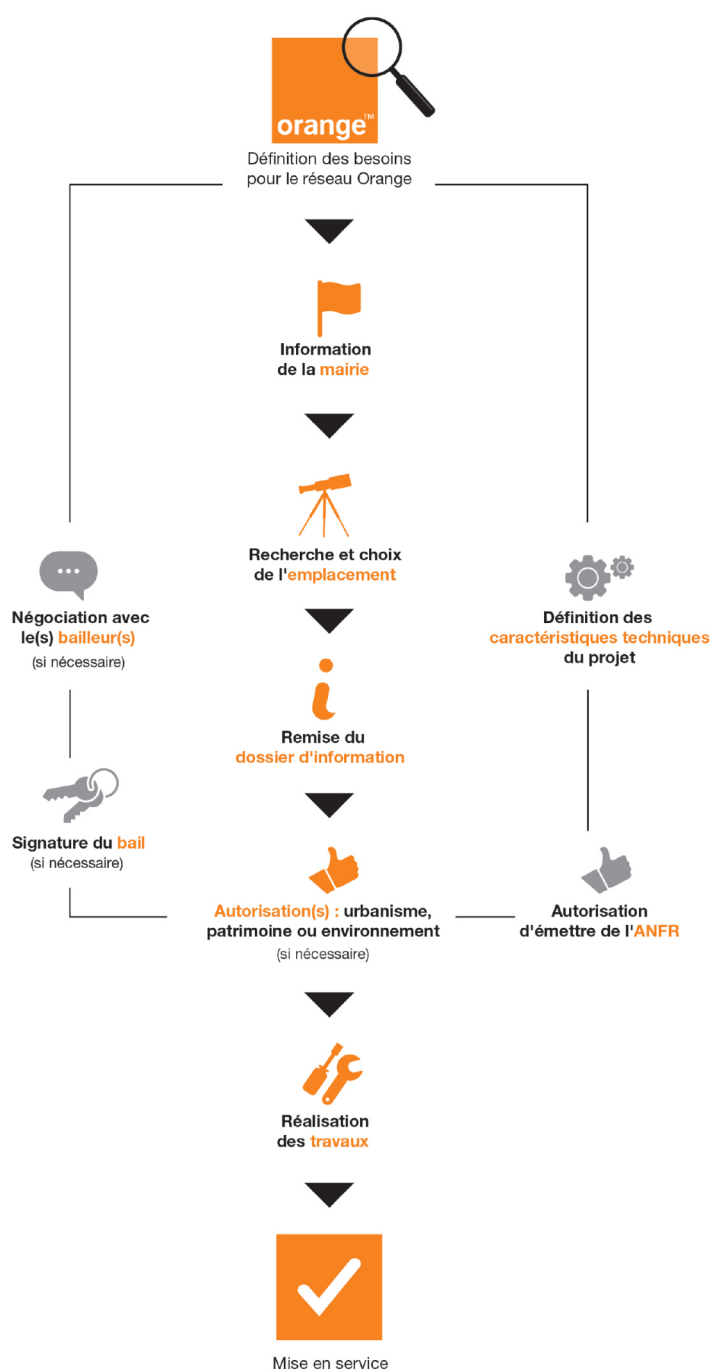 orange™
Définition des besoins
pour le réseau Orange
Information
de la mairie
Recherche et choix
de l'emplacement
Négociation avec
le(s) bailleur(s)
(si nécessaire)
Définition des
caractéristiques techniques
du projet
Remise du
dossier d'information
Signature du bail
(si nécessaire)
Autorisation(s) : urbanisme,
patrimoine ou environnement
(si nécessaire)
Autorisation
d'émettre de l'ANFR
Réalisation
des travaux
Mise en service